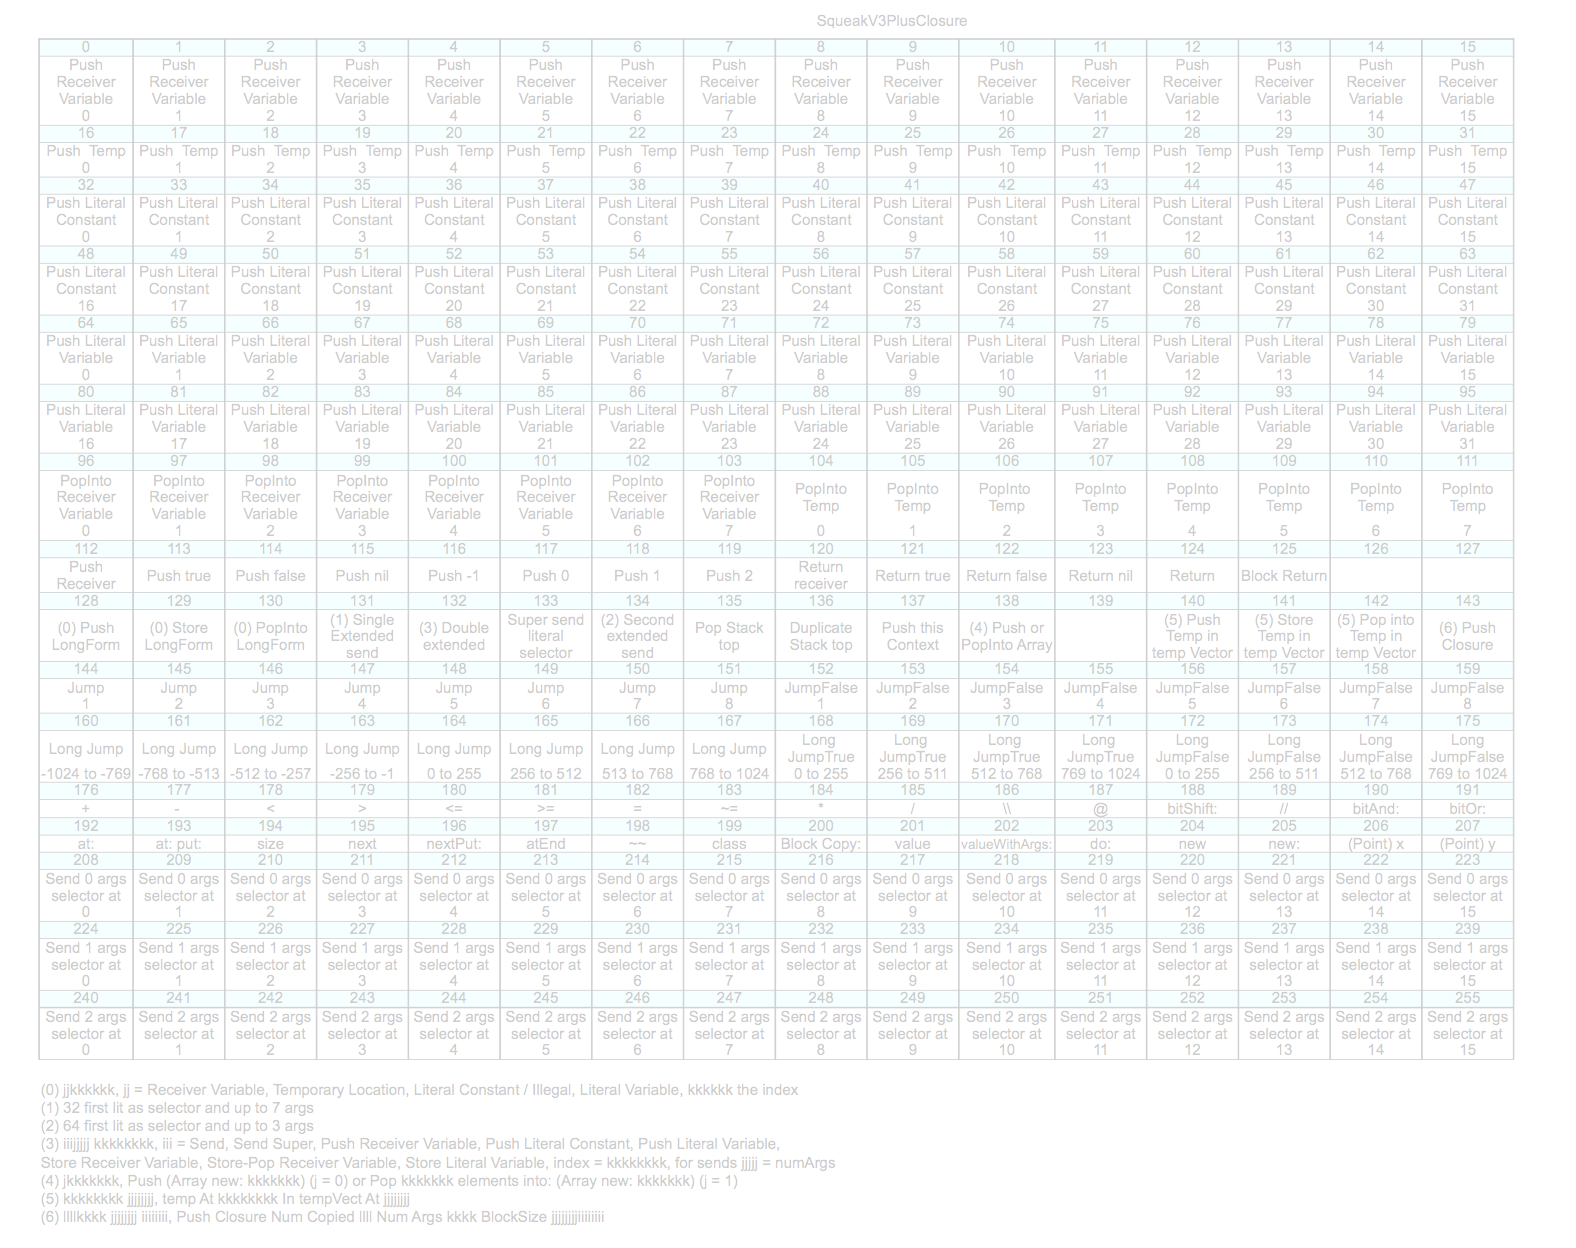 SqueakV3PlusClosure
0 1 2 3 4 5 6 7 8 9 10 11 12 13 14 15
Push Push Push Push Push Push Push Push Push Push Push Push Push Push Push Push
Receiver Receiver Receiver Receiver Receiver Receiver Receiver Receiver Receiver Receiver Receiver Receiver Receiver Receiver Receiver Receiver
Variable Variable Variable Variable Variable Variable Variable Variable Variable Variable Variable Variable Variable Variable Variable Variable
0 1 2 3 4 5 6 7 8 9 10 11 12 13 14 15
16 17 18 19 20 21 22 23 24 25 26 27 28 29 30 31
Push Temp Push Temp Push Temp Push Temp Push Temp Push Temp Push Temp Push Temp Push Temp Push Temp Push Temp Push Temp Push Temp Push Temp Push Temp Push Temp
0 1 2 3 4 5 6 7 8 9 10 11 12 13 14 15
32 33 34 35 36 37 38 39 40 41 42 43 44 45 46 47
Push Literal Push Literal Push Literal Push Literal Push Literal Push Literal Push Literal Push Literal Push Literal Push Literal Push Literal Push Literal Push Literal Push Literal Push Literal Push Literal
Constant Constant Constant Constant Constant Constant Constant Constant Constant Constant Constant Constant Constant Constant Constant Constant
0 1 2 3 4 5 6 7 8 9 10 11 12 13 14 15
48 49 50 51 52 53 54 55 56 57 58 59 60 61 62 63
Push Literal Push Literal Push Literal Push Literal Push Literal Push Literal Push Literal Push Literal Push Literal Push Literal Push Literal Push Literal Push Literal Push Literal Push Literal Push Literal
Constant Constant Constant Constant Constant Constant Constant Constant Constant Constant Constant Constant Constant Constant Constant Constant
16 17 18 19 20 21 22 23 24 25 26 27 28 29 30 31
64 65 66 67 68 69 70 71 72 73 74 75 76 77 78 79
Push Literal Push Literal Push Literal Push Literal Push Literal Push Literal Push Literal Push Literal Push Literal Push Literal Push Literal Push Literal Push Literal Push Literal Push Literal Push Literal
Variable Variable Variable Variable Variable Variable Variable Variable Variable Variable Variable Variable Variable Variable Variable Variable
0 1 2 3 4 5 6 7 8 9 10 11 12 13 14 15
80 81 82 83 84 85 86 87 88 89 90 91 92 93 94 95
Push Literal Push Literal Push Literal Push Literal Push Literal Push Literal Push Literal Push Literal Push Literal Push Literal Push Literal Push Literal Push Literal Push Literal Push Literal Push Literal
Variable Variable Variable Variable Variable Variable Variable Variable Variable Variable Variable Variable Variable Variable Variable Variable
16 17 18 19 20 21 22 23 24 25 26 27 28 29 30 31
96 97 98 99 100 101 102 103 104 105 106 107 108 109 110 111
PopInto PopInto PopInto PopInto PopInto PopInto PopInto PopInto PopInto PopInto PopInto PopInto PopInto PopInto PopInto PopInto
Receiver Receiver Receiver Receiver Receiver Receiver Receiver Receiver Temp Temp Temp Temp Temp Temp Temp Temp
Variable Variable Variable Variable Variable Variable Variable Variable
0 1 2 3 4 5 6 7 0 1 2 3 4 5 6 7
112 113 114 115 116 117 118 119 120 121 122 123 124 125 126 127
Push Receiver Push true Push false Push nil Push -1 Push 0 Push 1 Push 2 Return receiver Return true Return false Return nil Return Block Return
128 129 130 131 132 133 134 135 136 137 138 139 140 141 142 143
(0) Push (0) Store (0) PopInto (1) Single (3) Double Super send (2) Second Pop Stack Duplicate Push this (4) Push or (5) Push (5) Store (5) Pop into (6) Push
LongForm LongForm LongForm Extended extended literal extended top Stack top Context PopInto Array Temp in Temp in Temp in Closure
send selector send temp Vector temp Vector temp Vector
144 145 146 147 148 149 150 151 152 153 154 155 156 157 158 159
Jump Jump Jump Jump Jump Jump Jump Jump JumpFalse JumpFalse JumpFalse JumpFalse JumpFalse JumpFalse JumpFalse JumpFalse
1 2 3 4 5 6 7 8 1 2 3 4 5 6 7 8
160 161 162 163 164 165 166 167 168 169 170 171 172 173 174 175
Long Jump Long Jump Long Jump Long Jump Long Jump Long Jump Long Jump Long Jump Long JumpTrue Long JumpTrue Long JumpTrue Long JumpTrue Long JumpFalse Long JumpFalse Long JumpFalse Long JumpFalse
-1024 to -769 -768 to -513 -512 to -257 -256 to -1 0 to 255 256 to 512 513 to 768 768 to 1024 0 to 255 256 to 511 512 to 768 769 to 1024 0 to 255 256 to 511 512 to 768 769 to 1024
176 177 178 179 180 181 182 183 184 185 186 187 188 189 190 191
+ - < > <= >= = ~= * / \\ @ bitShift: // bitAnd: bitOr:
192 193 194 195 196 197 198 199 200 201 202 203 204 205 206 207
at: at: put: size next nextPut: atEnd ~~ class Block Copy: value valueWithArgs: do: new new: (Point) x (Point) y
208 209 210 211 212 213 214 215 216 217 218 219 220 221 222 223
Send 0 args Send 0 args Send 0 args Send 0 args Send 0 args Send 0 args Send 0 args Send 0 args Send 0 args Send 0 args Send 0 args Send 0 args Send 0 args Send 0 args Send 0 args Send 0 args
selector at selector at selector at selector at selector at selector at selector at selector at selector at selector at selector at selector at selector at selector at selector at selector at
0 1 2 3 4 5 6 7 8 9 10 11 12 13 14 15
224 225 226 227 228 229 230 231 232 233 234 235 236 237 238 239
Send 1 args Send 1 args Send 1 args Send 1 args Send 1 args Send 1 args Send 1 args Send 1 args Send 1 args Send 1 args Send 1 args Send 1 args Send 1 args Send 1 args Send 1 args Send 1 args
selector at selector at selector at selector at selector at selector at selector at selector at selector at selector at selector at selector at selector at selector at selector at selector at
0 1 2 3 4 5 6 7 8 9 10 11 12 13 14 15
240 241 242 243 244 245 246 247 248 249 250 251 252 253 254 255
Send 2 args Send 2 args Send 2 args Send 2 args Send 2 args Send 2 args Send 2 args Send 2 args Send 2 args Send 2 args Send 2 args Send 2 args Send 2 args Send 2 args Send 2 args Send 2 args
selector at selector at selector at selector at selector at selector at selector at selector at selector at selector at selector at selector at selector at selector at selector at selector at
0 1 2 3 4 5 6 7 8 9 10 11 12 13 14 15
(0) jjkkkkkk, jj = Receiver Variable, Temporary Location, Literal Constant / Illegal, Literal Variable, kkkkkk the index
(1) 32 first lit as selector and up to 7 args
(2) 64 first lit as selector and up to 3 args
(3) iiijjjjj kkkkkkkk, iii = Send, Send Super, Push Receiver Variable, Push Literal Constant, Push Literal Variable,
Store Receiver Variable, Store-Pop Receiver Variable, Store Literal Variable, index = kkkkkkkk, for sends jjjjj = numArgs
(4) jkkkkkkk, Push (Array new: kkkkkkk) (j = 0) or Pop kkkkkkk elements into: (Array new: kkkkkkk) (j = 1)
(5) kkkkkkkk jjjjjjjj, temp At kkkkkkkk In tempVect At jjjjjjjj
(6) llllkkkk jjjjjjjj iiiiiiii, Push Closure Num Copied llll Num Args kkkk BlockSize jjjjjjjjiiiiiiii